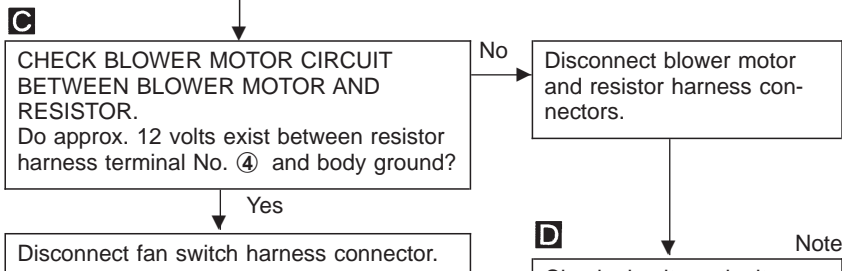 C
CHECK BLOWER MOTOR CIRCUIT
BETWEEN BLOWER MOTOR AND
RESISTOR.
Do approx. 12 volts exist between resistor
harness terminal No. ④ and body ground?
No
Disconnect blower motor
and resistor harness con-
nectors.
Yes
Disconnect fan switch harness connector.
D
Note